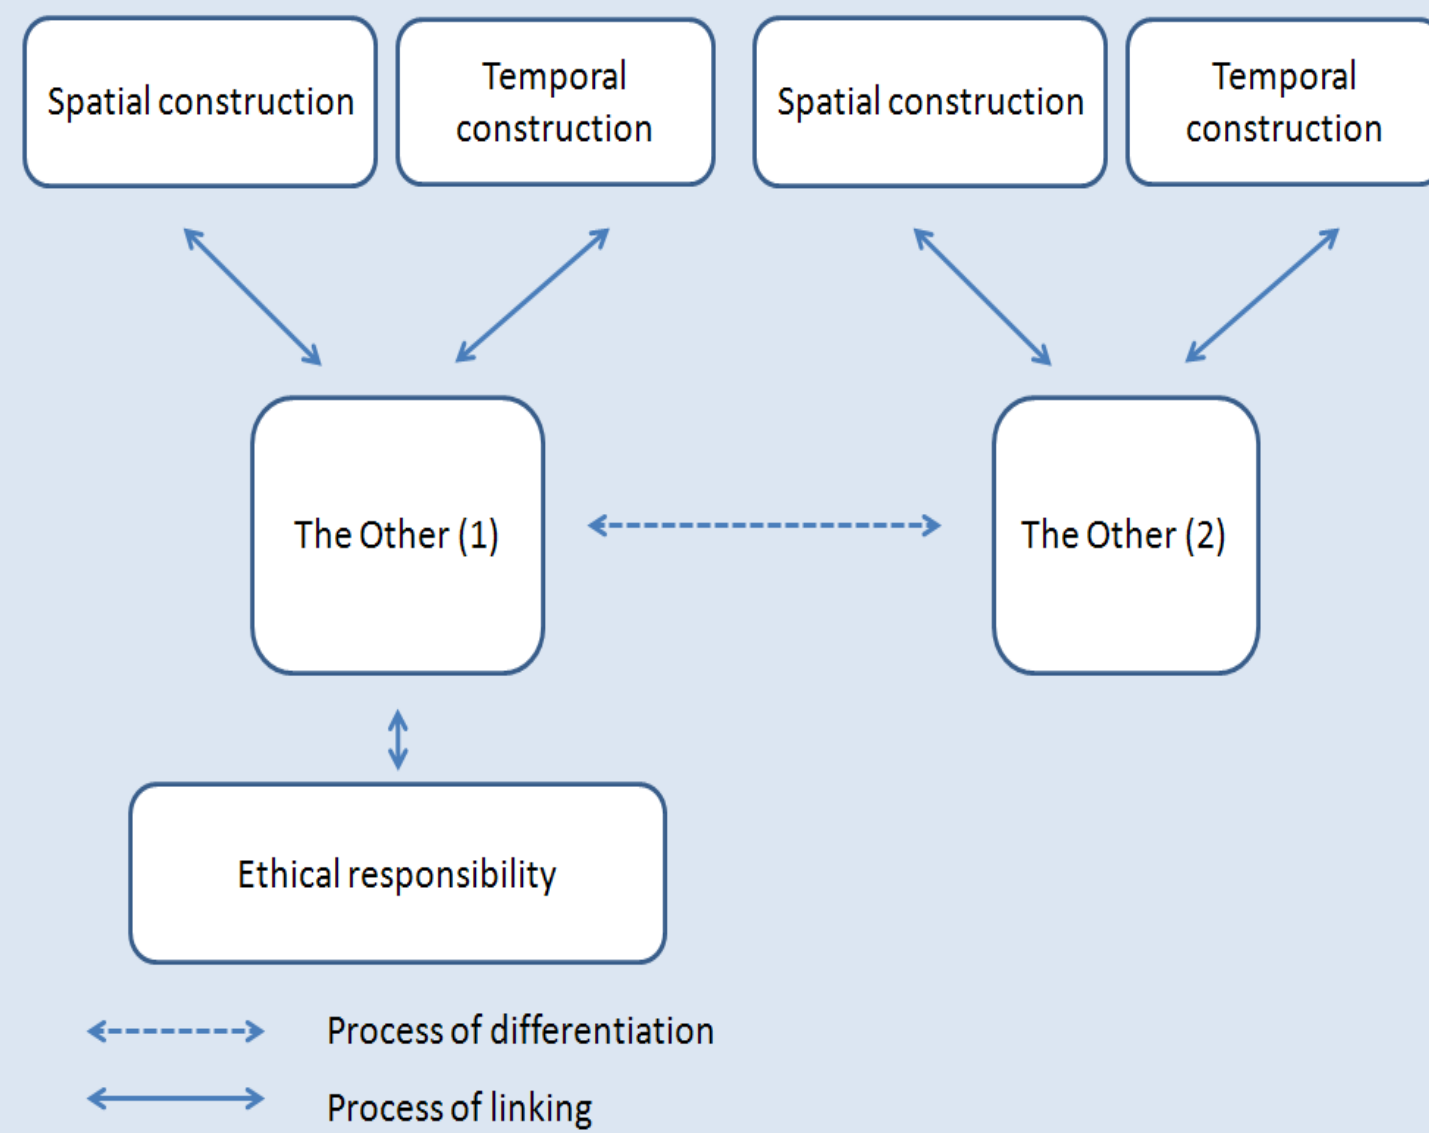 Spatial construction
Temporal
construction
Spatial construction
Temporal
construction
The Other (1)
The Other (2)
Ethical responsibility
Process of differentiation
Process of linking